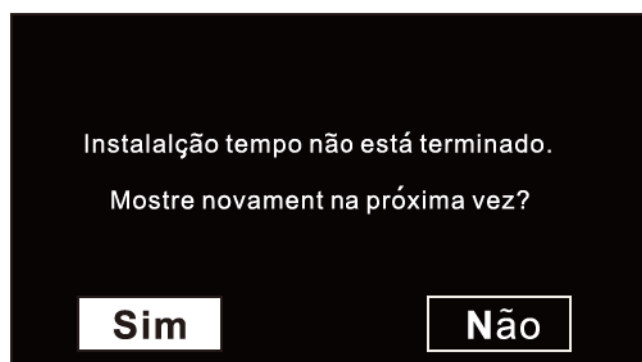 Instalalção tempo não está terminado.
Mostre novament na próxima vez?
Sim
Não